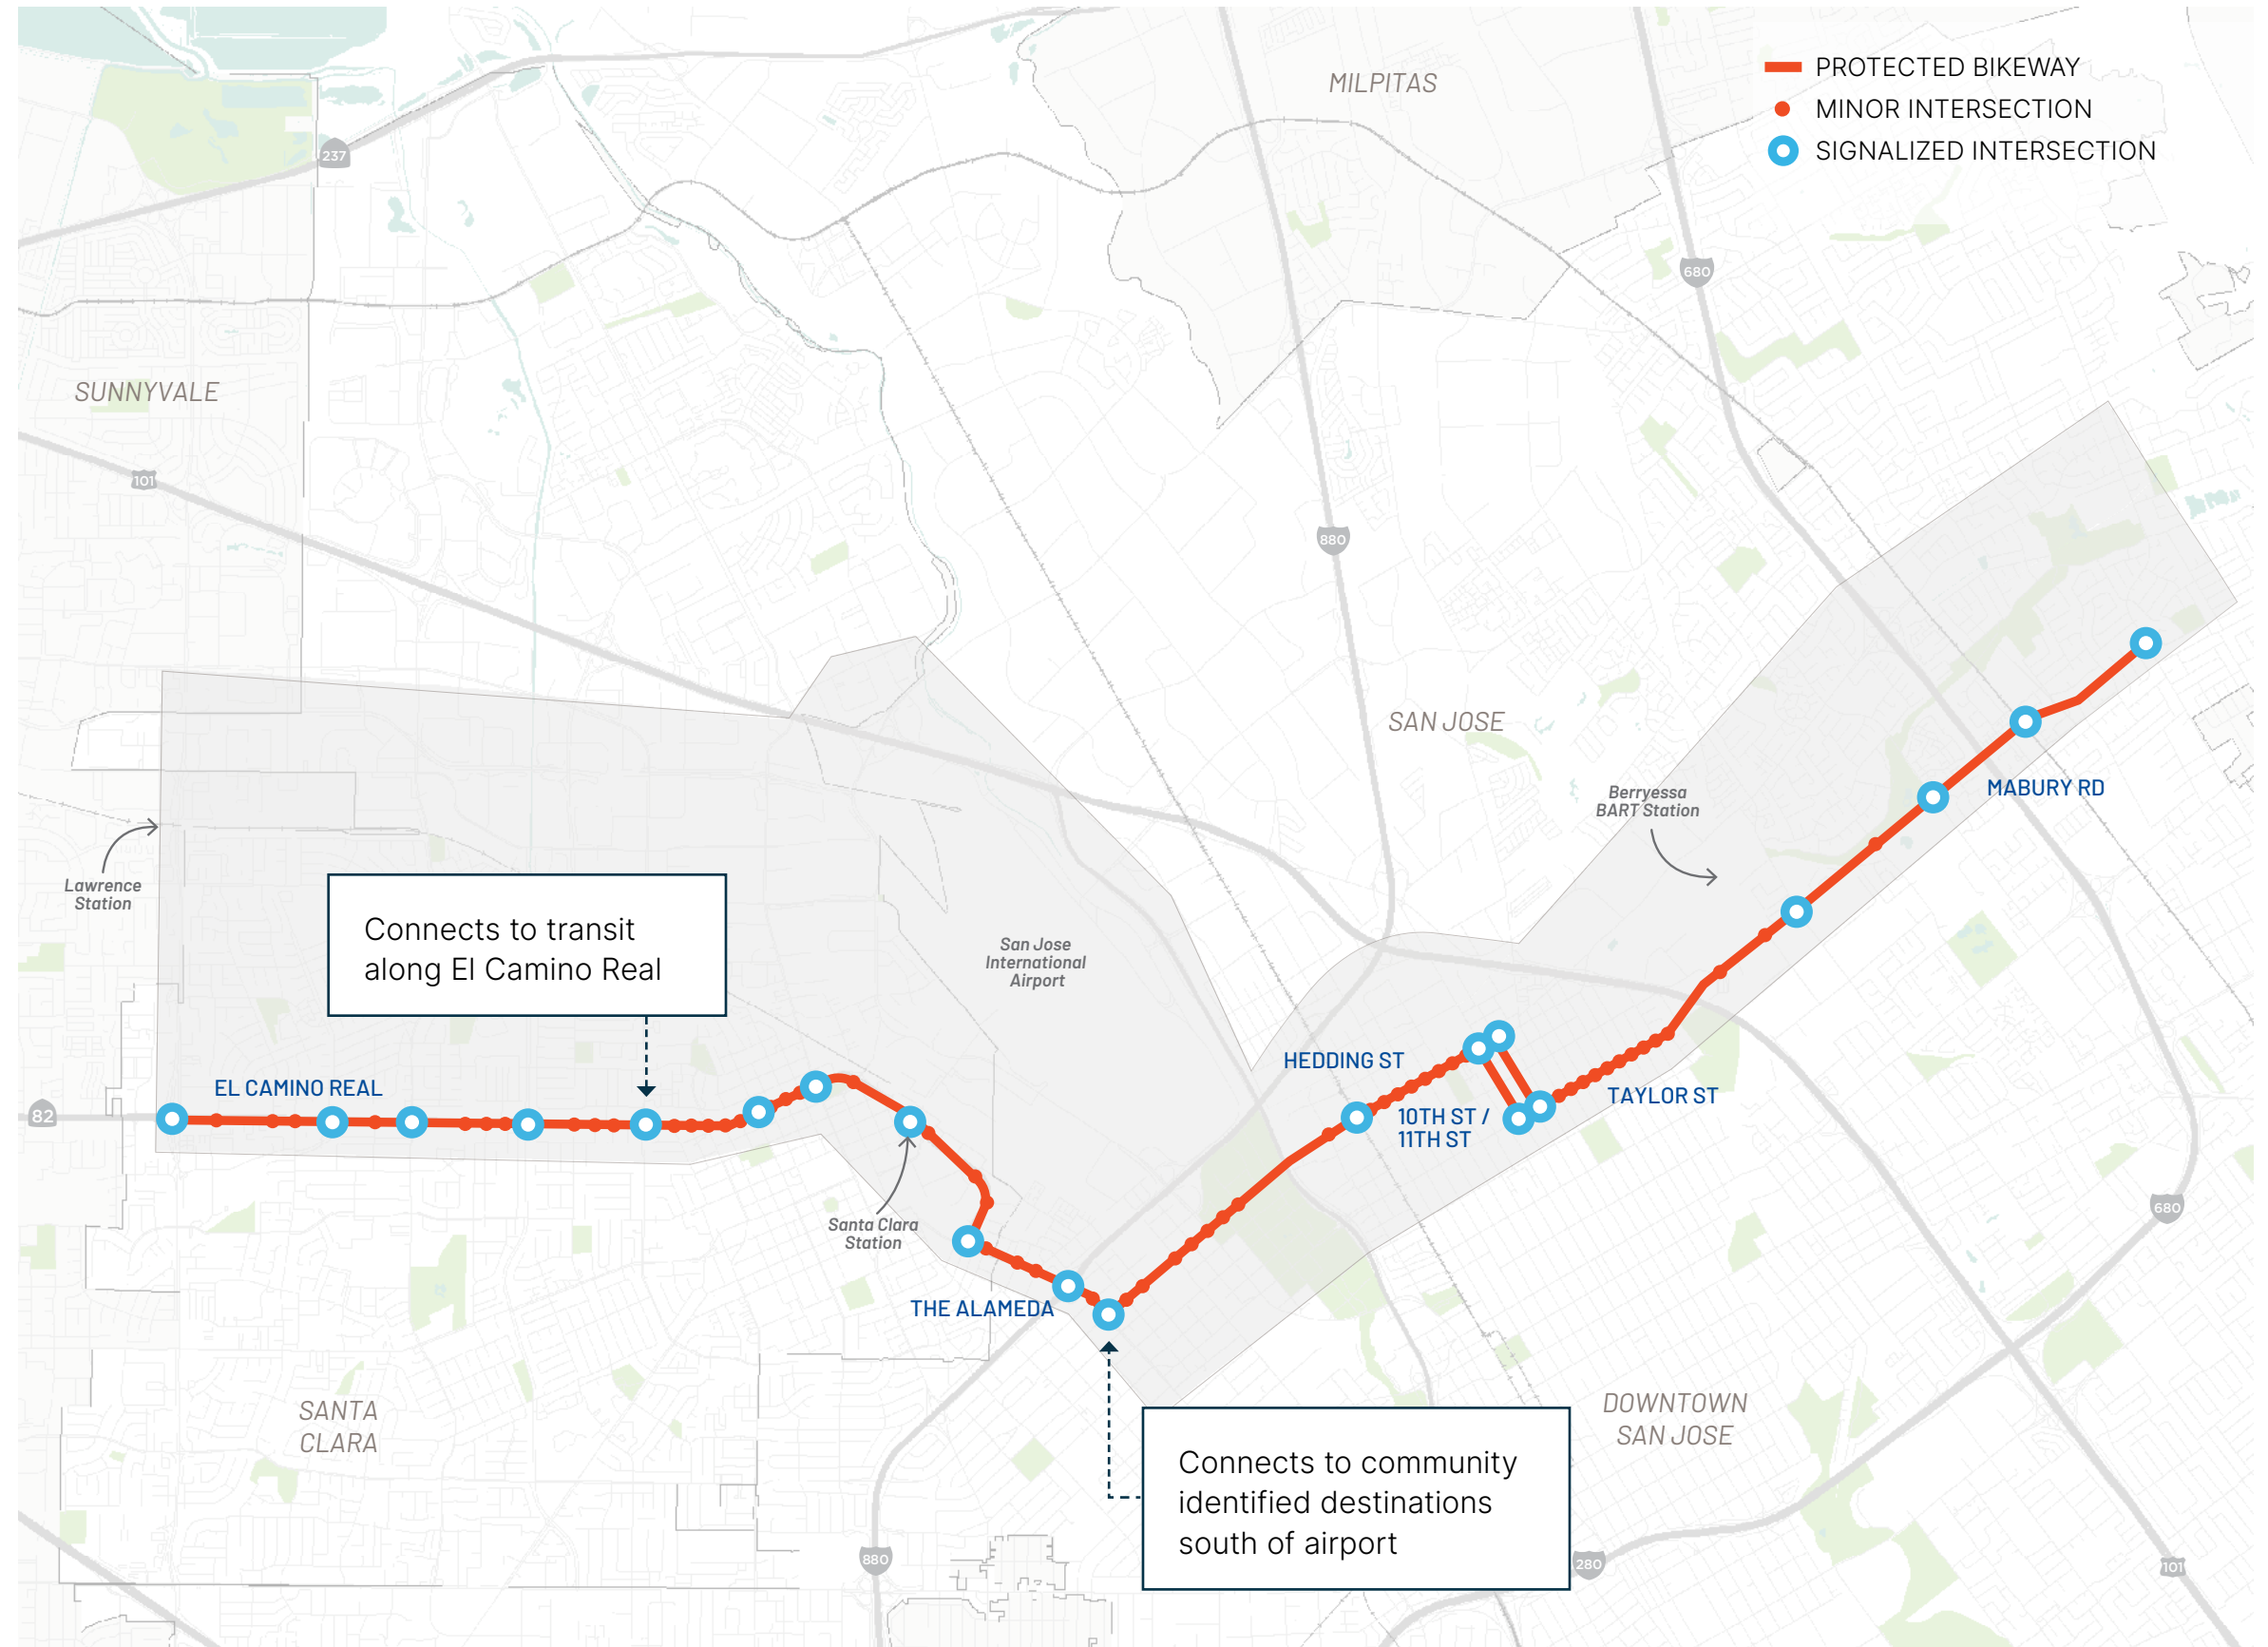 PROTECTED BIKEWAY
MINOR INTERSECTION
SIGNALIZED INTERSECTION
MILPITAS
237
680
SUNNYVALE
101
880
SAN JOSE
Berryessa
BART Station
MABURY RD
Lawrence
Station
Connects to transit
along El Camino Real
San Jose
International
Airport
HEDDING ST
EL CAMINO REAL
82
10TH ST /
11TH ST
TAYLOR ST
Santa Clara
Station
680
THE ALAMEDA
SANTA
CLARA
DOWNTOWN
SAN JOSE
Connects to community
identified destinations
south of airport
880
280
101